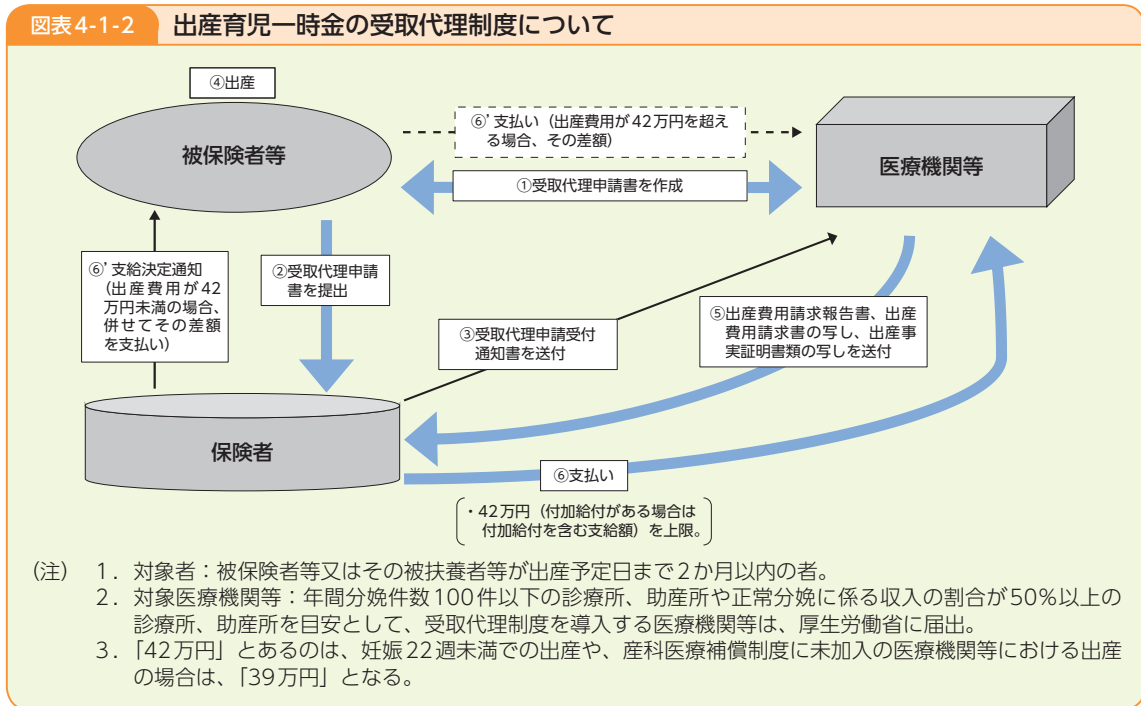 図表4-1-2 出産育児一時金の受取代理制度について
④出産
被保険者等
⑥' 支払い（出産費用が42万円を超え
る場合、その差額）
医療機関等
①受取代理申請書を作成
⑥' 支給決定通知
（出産費用が42
万円未満の場合、
併せてその差額
を支払い）
②受取代理申請
書を提出
③受取代理申請受付
通知書を送付
⑤出産費用請求報告書、出産
費用請求書の写し、出産事
実証明書類の写しを送付
保険者
⑥支払い
・42万円（付加給付がある場合は
付加給付を含む支給額）を上限。
（注） 1．対象者：被保険者等又はその被扶養者等が出産予定日まで2か月以内の者。
2．対象医療機関等：年間分娩件数100件以下の診療所、助産所や正常分娩に係る収入の割合が50%以上の
診療所、助産所を目安として、受取代理制度を導入する医療機関等は、厚生労働省に届出。
3．「42万円」とあるのは、妊娠22週未満での出産や、産科医療補償制度に未加入の医療機関等における出産
の場合は、「39万円」となる。